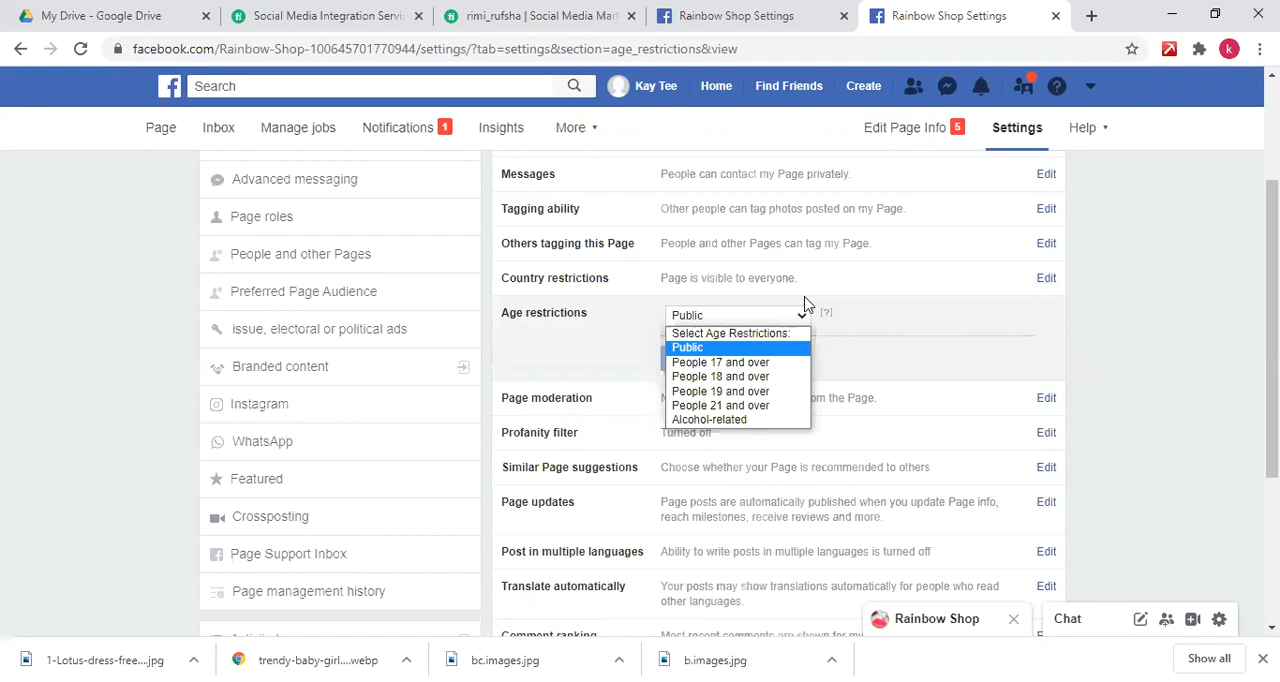 My Drive - Google Drive
Social Media Integration Servi
rimi_rufsha | Social Media Mar
Rainbow Shop Settings
Rainbow Shop Settings
facebook.com/Rainbow-Shop-100645701770944/settings/?tab=settings&section=age_restrictions&view
k
Search
Kay Tee
Home
Find Friends
Create
Page
Inbox
Manage jobs
Notifications 1
Insights
More
Edit Page Info 5
Settings
Help
Advanced messaging
Page roles
People and other Pages
Preferred Page Audience
issue, electoral or political ads
Branded content
Instagram
WhatsApp
Featured
Crossposting
Page Support Inbox
Page management history
Messages People can contact my Page privately. Edit
Tagging ability Other people can tag photos posted on my Page. Edit
Others tagging this Page People and other Pages can tag my Page. Edit
Country restrictions Page is visible to everyone. Edit
Age restrictions Public [?]
Select Age Restrictions:
Public
People 17 and over
People 18 and over
People 19 and over
People 21 and over
Alcohol-related
Page moderation om the Page. Edit
Profanity filter Turned off Edit
Similar Page suggestions Choose whether your Page is recommended to others Edit
Page updates Page posts are automatically published when you update Page info, Edit
reach milestones, receive reviews and more.
Post in multiple languages Ability to write posts in multiple languages is turned off Edit
Translate automatically Your posts may show translations automatically for people who read Edit
other languages.
Rainbow Shop
Chat
1-Lotus-dress-free....jpg
trendy-baby-girl....webp
bc.images.jpg
b.images.jpg
Show all